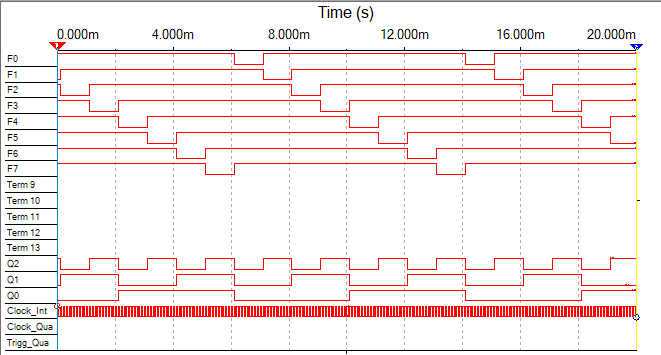 Time (s)
0.000m 4.000m 8.000m 12.000m 16.000m 20.000m
F0
F1
F2
F3
F4
F5
F6
F7
Term 9
Term 10
Term 11
Term 12
Term 13
Q2
Q1
Q0
Clock_Int
Clock_Qua
Trigg_Qua